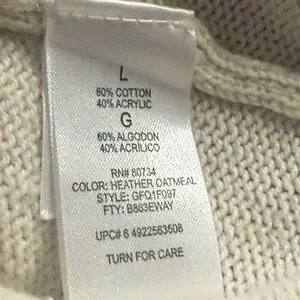 L
60% COTTON
40% ACRYLIC
G
60% ALGODON
40% ACRILICO
RN# 80734
COLOR: HEATHER OATMEAL
STYLE: GFQ1F097
FTY: B863EWAY
UPC# 6 4922563508
TURN FOR CARE